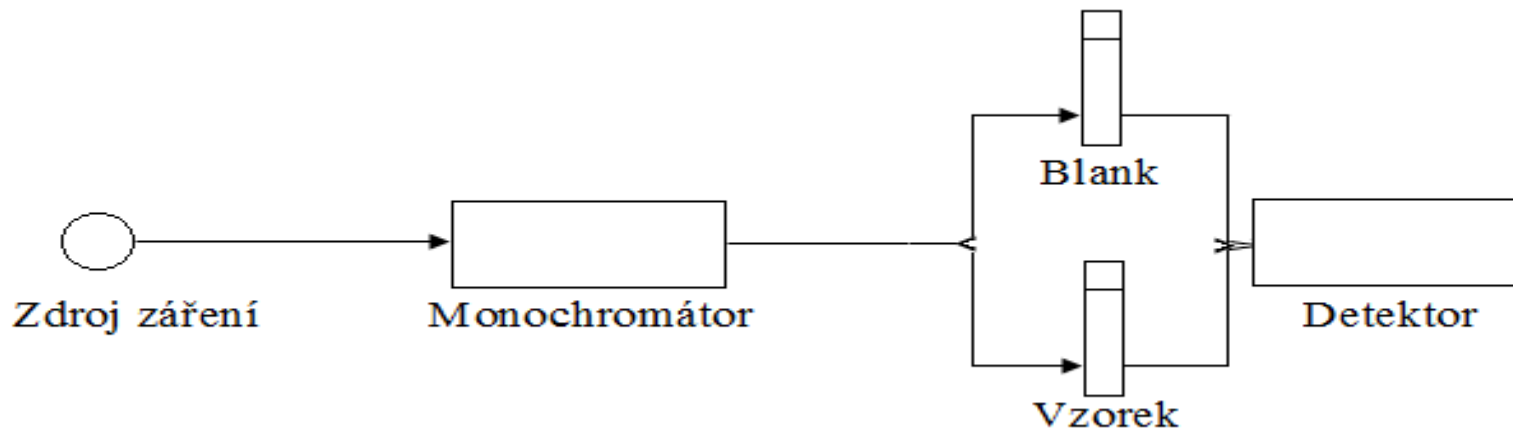 Blank
Zdroj záření
Monochromátor
Detektor
Vzorek